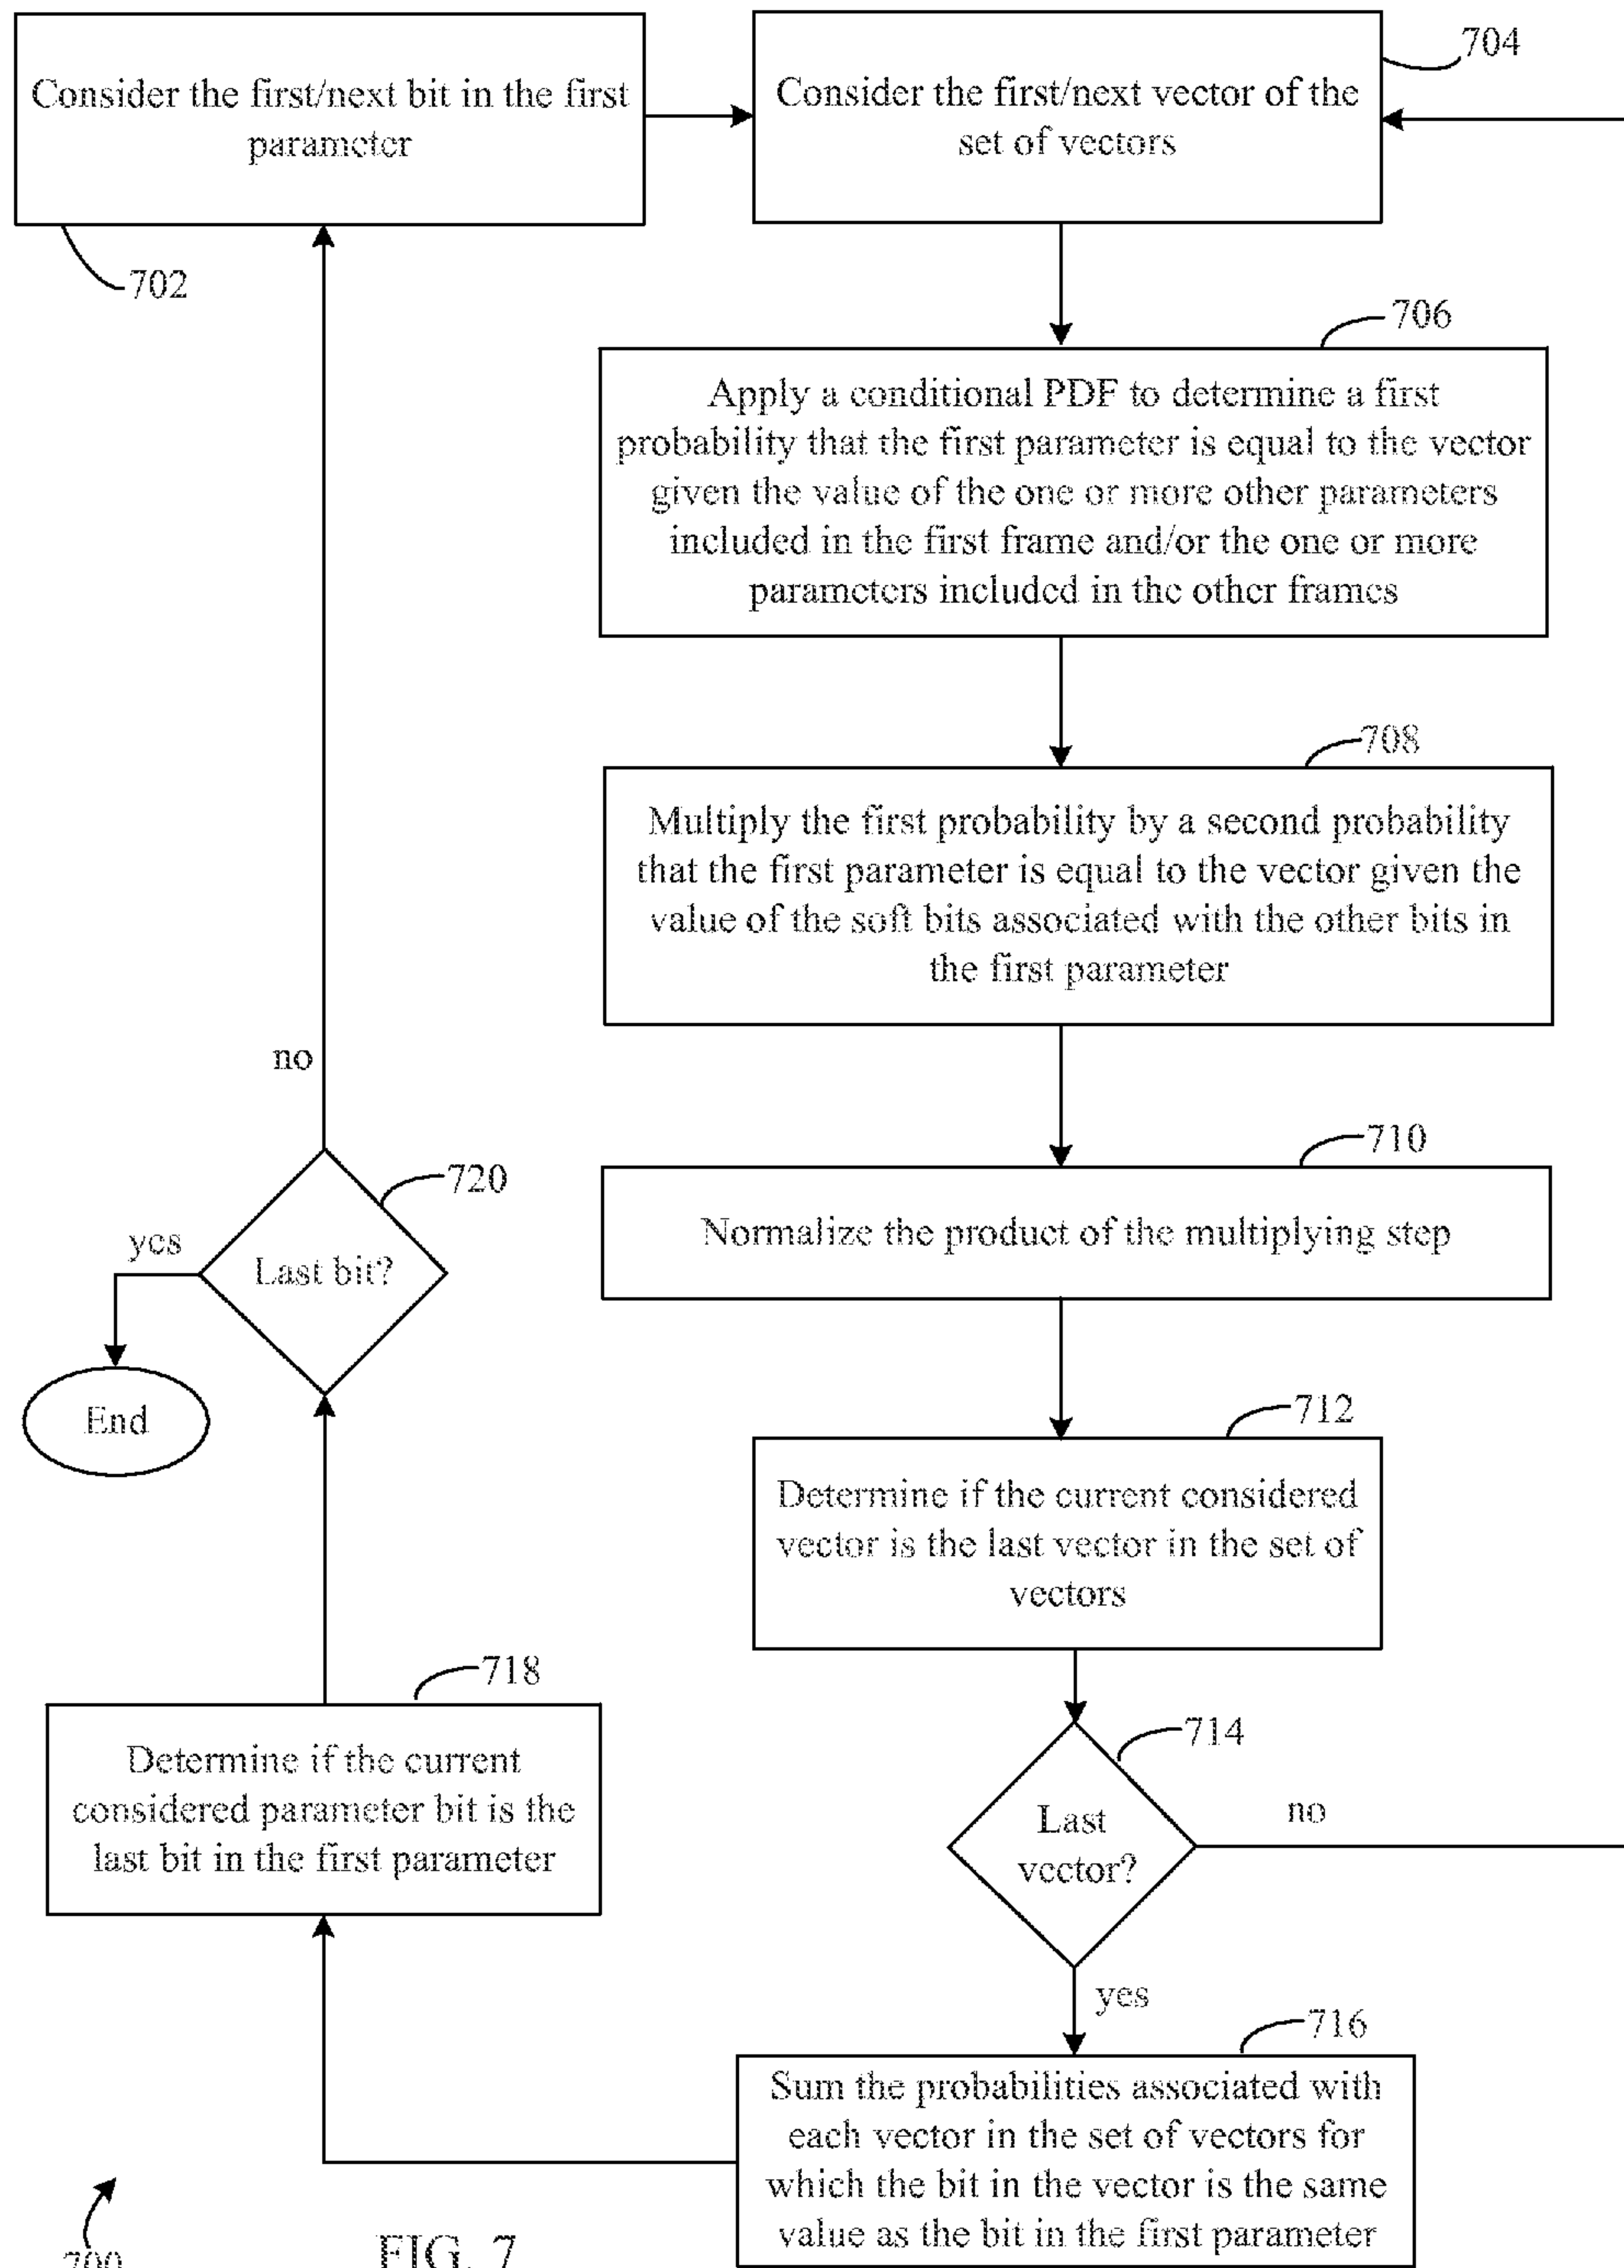 Consider the first/next bit in the first
parameter
702
Consider the first/next vector of the
set of vectors
704
706
Apply a conditional PDF to determine a first
probability that the first parameter is equal to the vector
given the value of the one or more other parameters
included in the first frame and/or the one or more
parameters included in the other frames
708
Multiply the first probability by a second probability
that the first parameter is equal to the vector given the
value of the soft bits associated with the other bits in
the first parameter
710
Normalize the product of the multiplying step
712
Determine if the current considered
vector is the last vector in the set of
vectors
714
Last
vector?
no
yes
716
Sum the probabilities associated with
each vector in the set of vectors for
which the bit in the vector is the same
value as the bit in the first parameter
718
Determine if the current
considered parameter bit is the
last bit in the first parameter
720
Last bit?
no
yes
End
700
FIG. 7